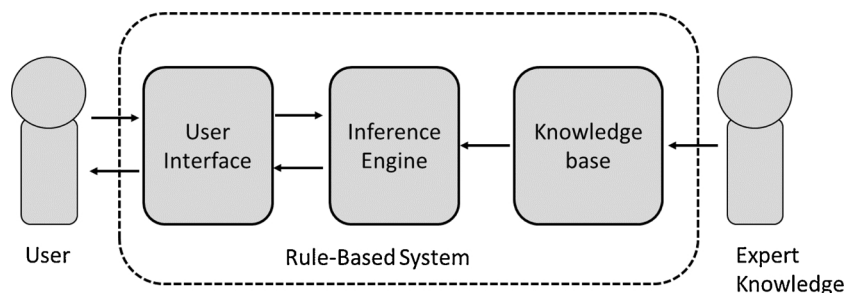 User
Interface
Inference
Engine
Knowledge
base
User
Rule-Based System
Expert
Knowledge